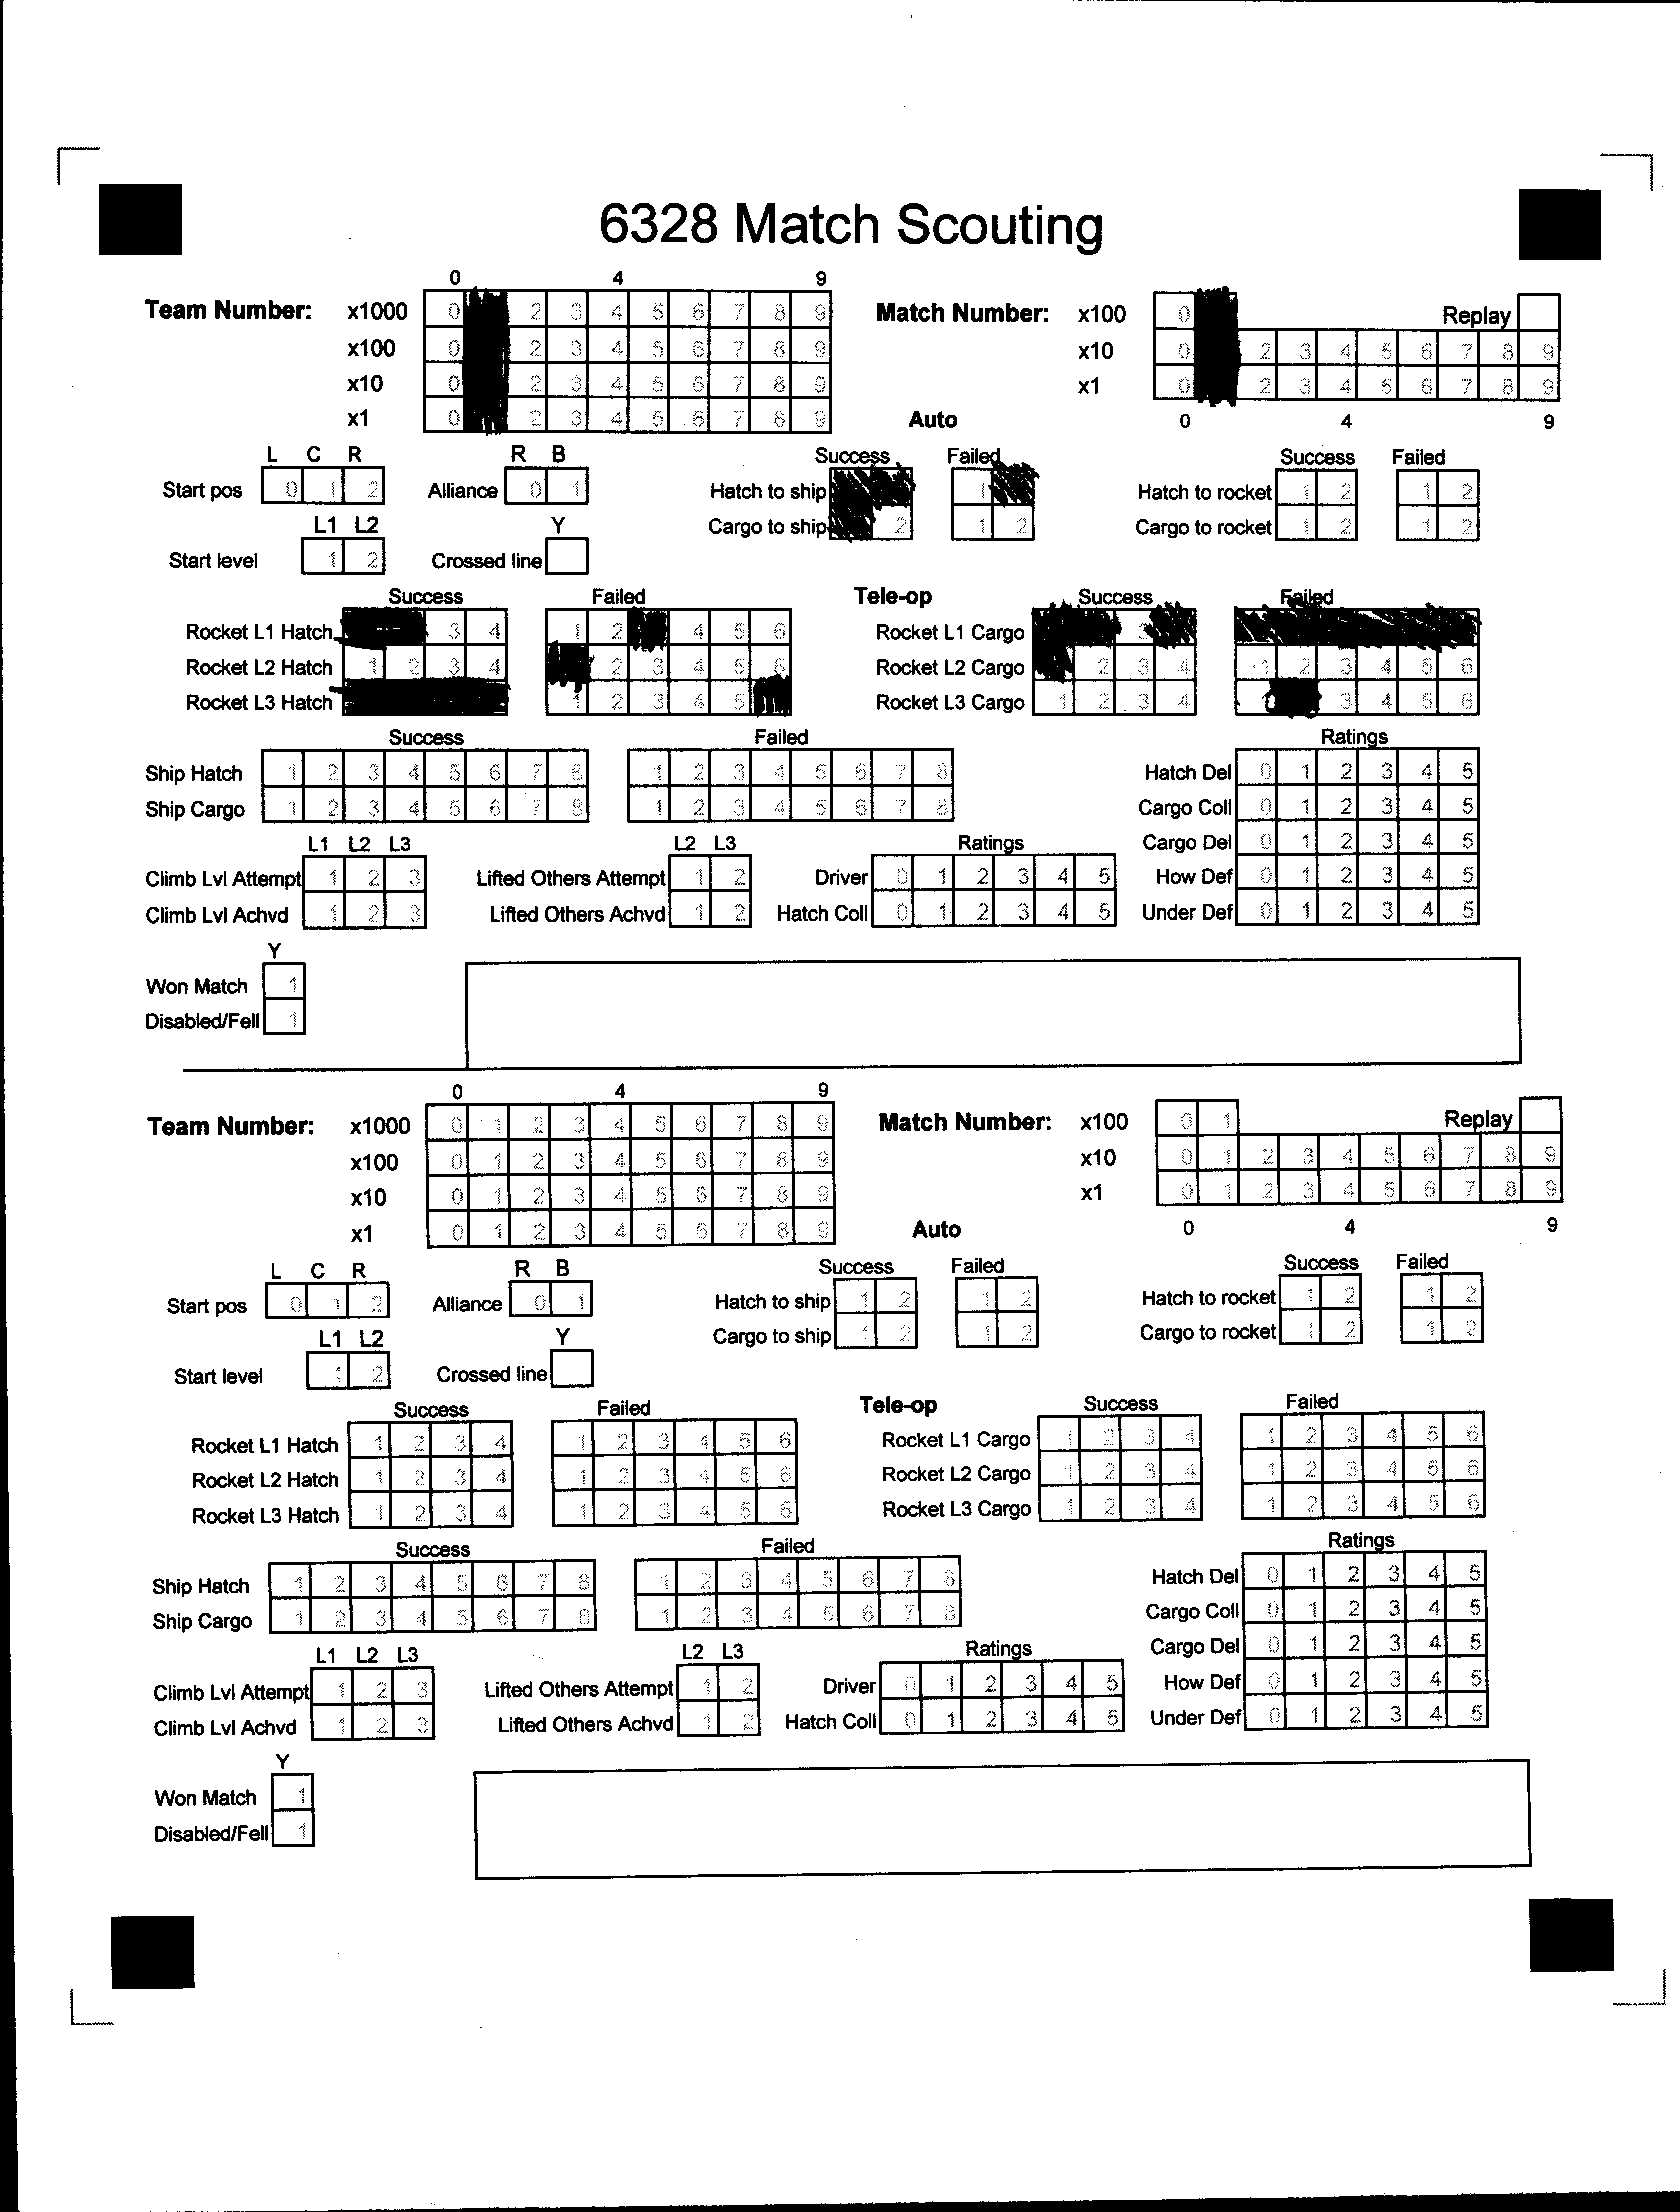 6328 Match Scouting
0 4 9
Team Number: x1000 0 2 3 4 5 6 7 8 9 Match Number: x100 0 Replay
x100 0 2 3 4 5 6 7 8 9 x10 0 2 3 4 5 6 7 8 9
x10 0 2 3 4 5 6 7 8 9 x1 0 2 3 4 5 6 7 8 9
x1 0 2 3 4 5 6 7 8 9 Auto 0 4 9
L C R R B Success Failed Success Failed
Start pos 0 1 2 Alliance 0 1 Hatch to ship 1 Hatch to rocket 1 2 1 2
L1 L2 Y Cargo to ship 2 1 2 Cargo to rocket 1 2 1 2
Start level 1 2 Crossed line
Success Failed Tele-op Success Failed
Rocket L1 Hatch 3 4 1 2 4 5 6 Rocket L1 Cargo 3
Rocket L2 Hatch 1 2 3 4 2 3 4 5 6 Rocket L2 Cargo 2 3 4 1 2 3 4 5 6
Rocket L3 Hatch 1 2 3 4 5 Rocket L3 Cargo 1 2 3 4 3 4 5 6
Success Failed Ratings
Ship Hatch 1 2 3 4 5 6 7 8 1 2 3 4 5 6 7 8 Hatch Del 0 1 2 3 4 5
Ship Cargo 1 2 3 4 5 6 7 8 1 2 3 4 5 6 7 8 Cargo Coll 0 1 2 3 4 5
L1 L2 L3 L2 L3 Ratings Cargo Del 0 1 2 3 4 5
Climb Lvl Attempt 1 2 3 Lifted Others Attempt 1 2 Driver 0 1 2 3 4 5 How Def 0 1 2 3 4 5
Climb Lvl Achvd 1 2 3 Lifted Others Achvd 1 2 Hatch Coll 0 1 2 3 4 5 Under Def 0 1 2 3 4 5
Y
Won Match 1
Disabled/Fell 1
0 4 9
Team Number: x1000 0 1 2 3 4 5 6 7 8 9 Match Number: x100 0 1 Replay
x100 0 1 2 3 4 5 6 7 8 9 x10 0 1 2 3 4 5 6 7 8 9
x10 0 1 2 3 4 5 6 7 8 9 x1 0 1 2 3 4 5 6 7 8 9
x1 0 1 2 3 4 5 6 7 8 9 Auto 0 4 9
L C R R B Success Failed Success Failed
Start pos 0 1 2 Alliance 0 1 Hatch to ship 1 2 1 2 Hatch to rocket 1 2 1 2
L1 L2 Y Cargo to ship 1 2 1 2 Cargo to rocket 1 2 1 2
Start level 1 2 Crossed line
Success Failed Tele-op Success Failed
Rocket L1 Hatch 1 2 3 4 1 2 3 4 5 6 Rocket L1 Cargo 1 2 3 4 1 2 3 4 5 6
Rocket L2 Hatch 1 2 3 4 1 2 3 4 5 6 Rocket L2 Cargo 1 2 3 4 1 2 3 4 5 6
Rocket L3 Hatch 1 2 3 4 1 2 3 4 5 6 Rocket L3 Cargo 1 2 3 4 1 2 3 4 5 6
Success Failed Ratings
Ship Hatch 1 2 3 4 5 6 7 8 1 2 3 4 5 6 7 8 Hatch Del 0 1 2 3 4 5
Ship Cargo 1 2 3 4 5 6 7 8 1 2 3 4 5 6 7 8 Cargo Coll 0 1 2 3 4 5
L1 L2 L3 L2 L3 Ratings Cargo Del 0 1 2 3 4 5
Climb Lvl Attempt 1 2 3 Lifted Others Attempt 1 2 Driver 0 1 2 3 4 5 How Def 0 1 2 3 4 5
Climb Lvl Achvd 1 2 3 Lifted Others Achvd 1 2 Hatch Coll 0 1 2 3 4 5 Under Def 0 1 2 3 4 5
Y
Won Match 1
Disabled/Fell 1